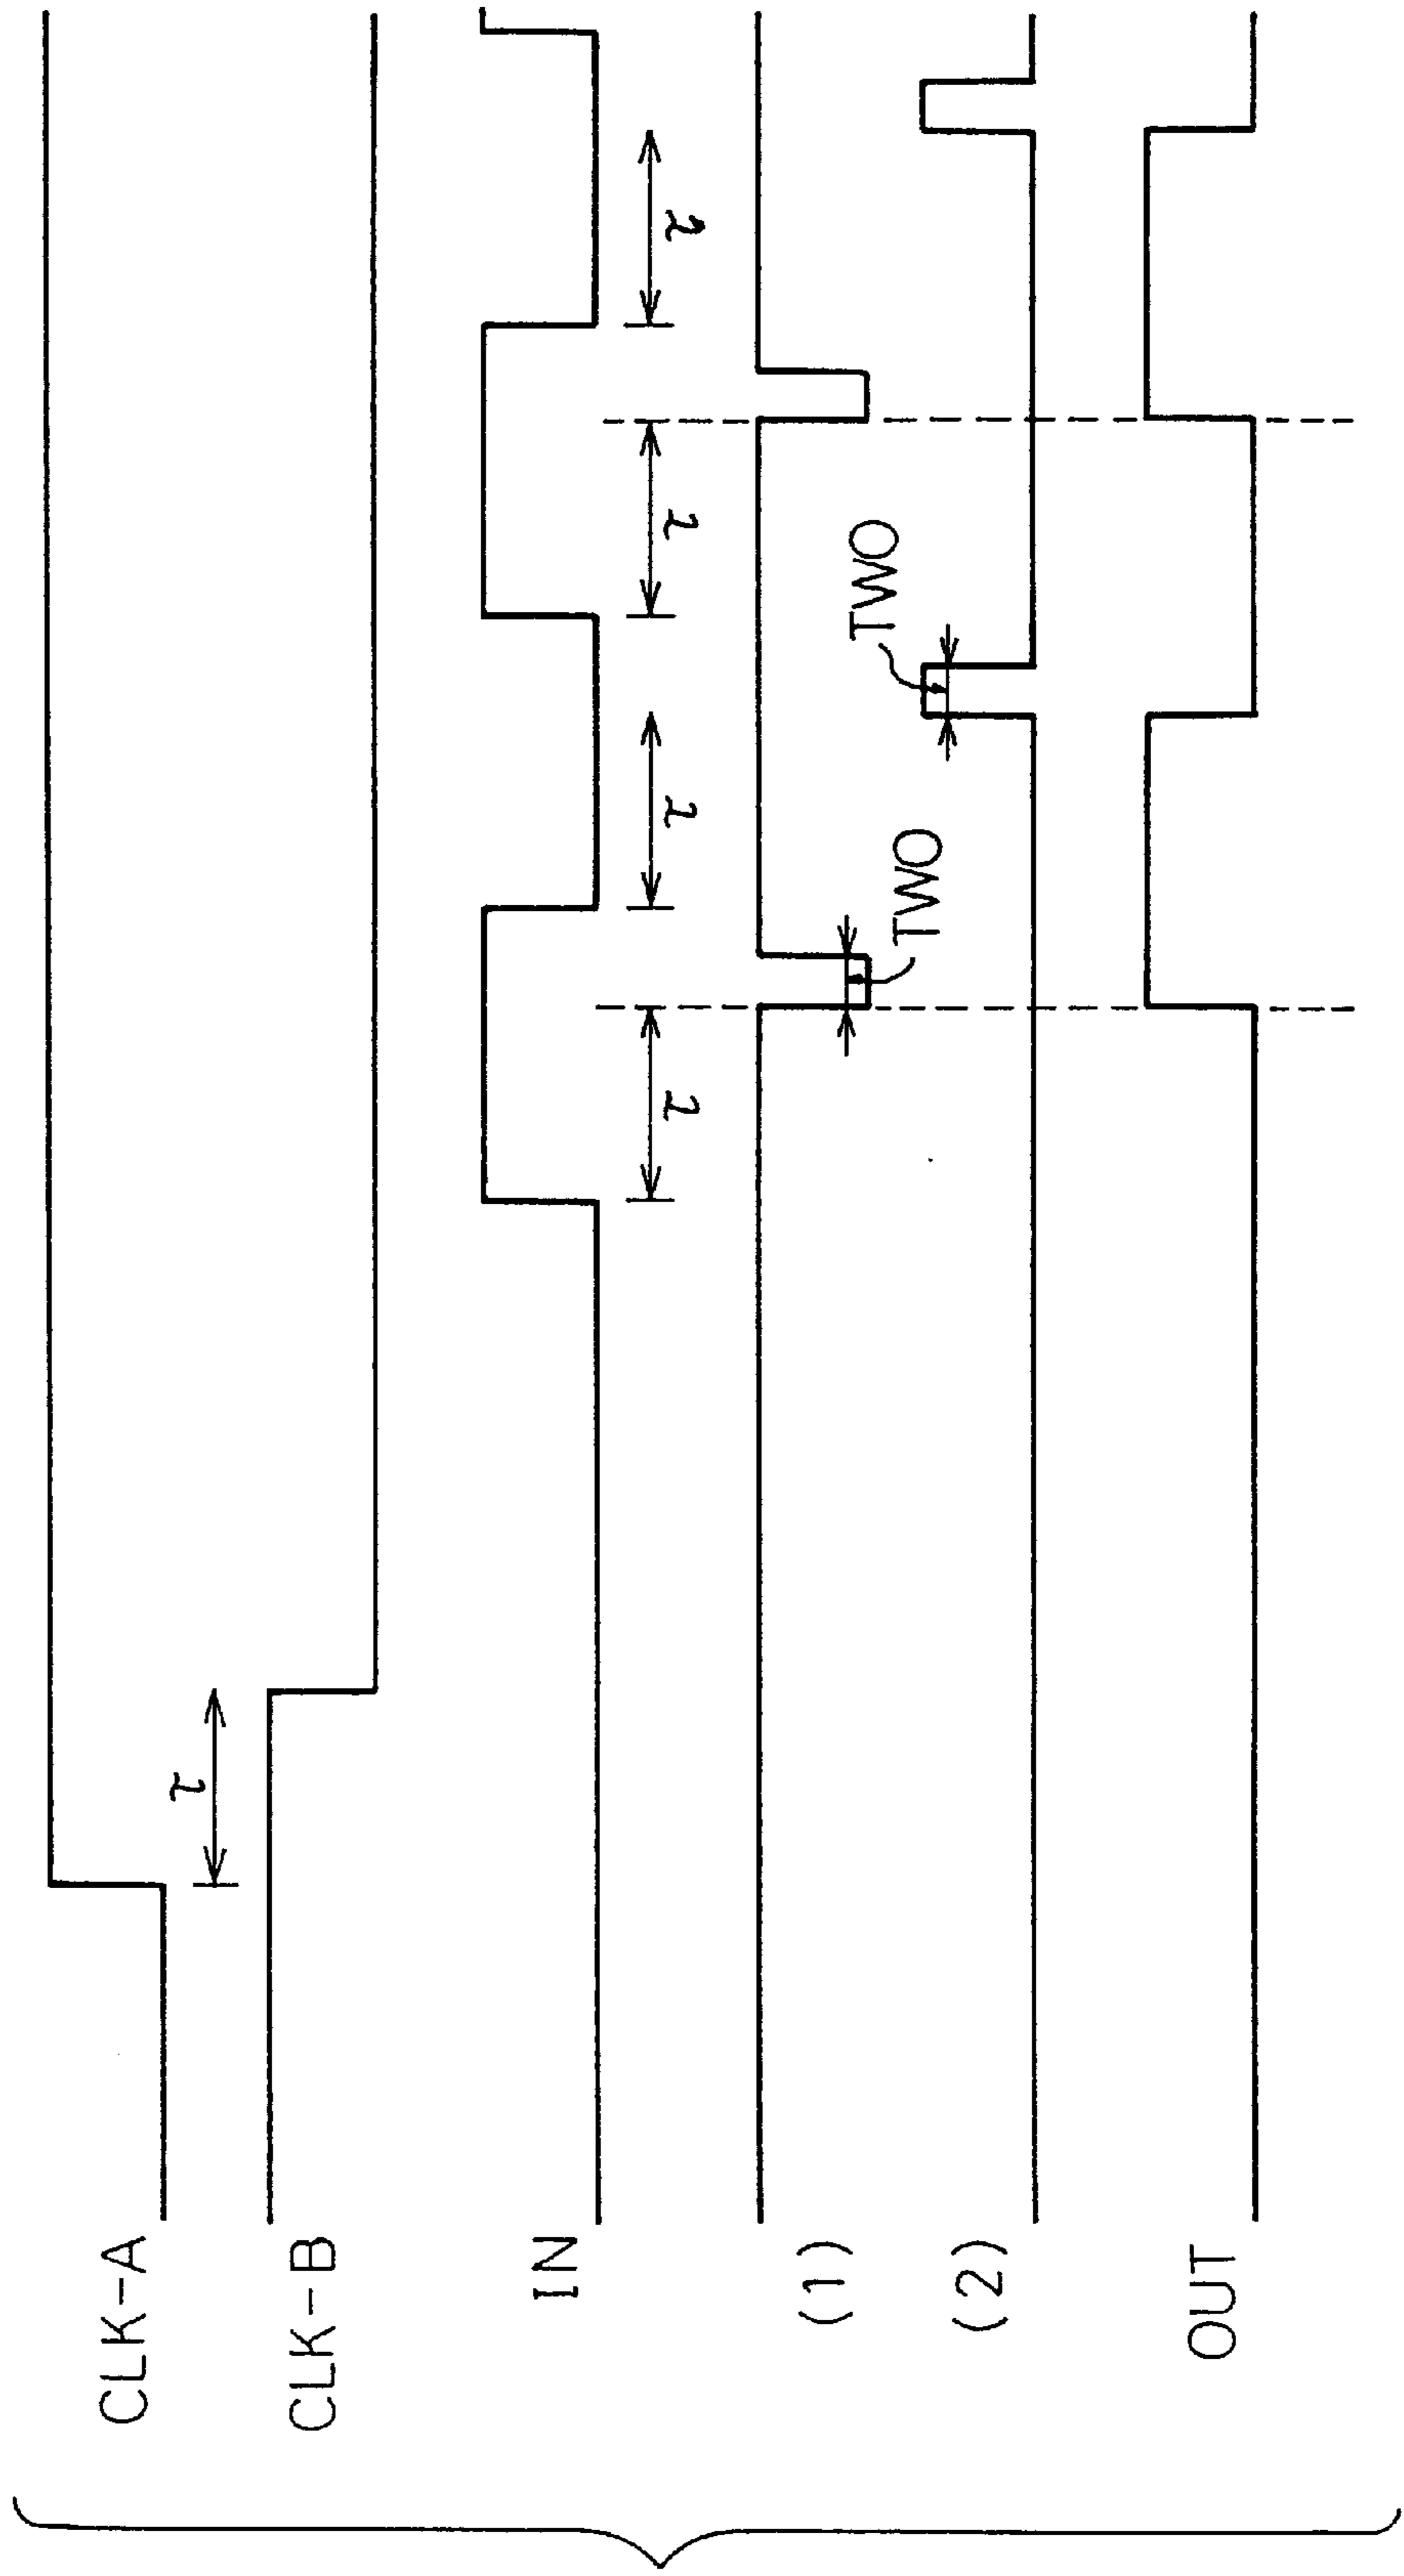 CLK-A
τ
CLK-B
IN
τ
τ
τ
τ
(1)
TWO
TWO
(2)
OUT